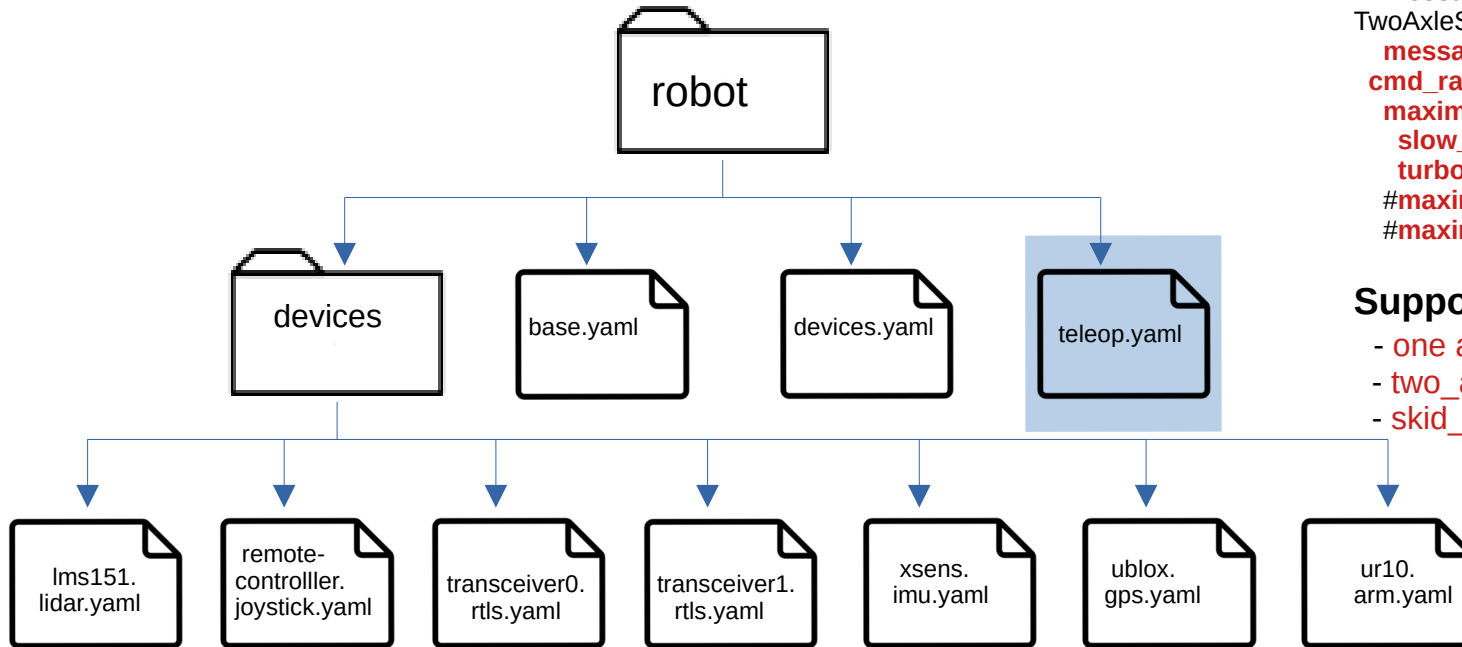 robot
devices
base.yaml
devices.yaml
teleop.yaml
lms151.
lidar.yaml
remote-
controlller.
joystick.yaml
transceiver0.
rtls.yaml
transceiver1.
rtls.yaml
xsens.
imu.yaml
ublox.
gps.yaml
ur10.
arm.yaml
TwoAxleS
messa
cmd_ra
maxim
slow_
turbo
#maxi
#maxi
Suppo
- one a
- two_a
- skid_